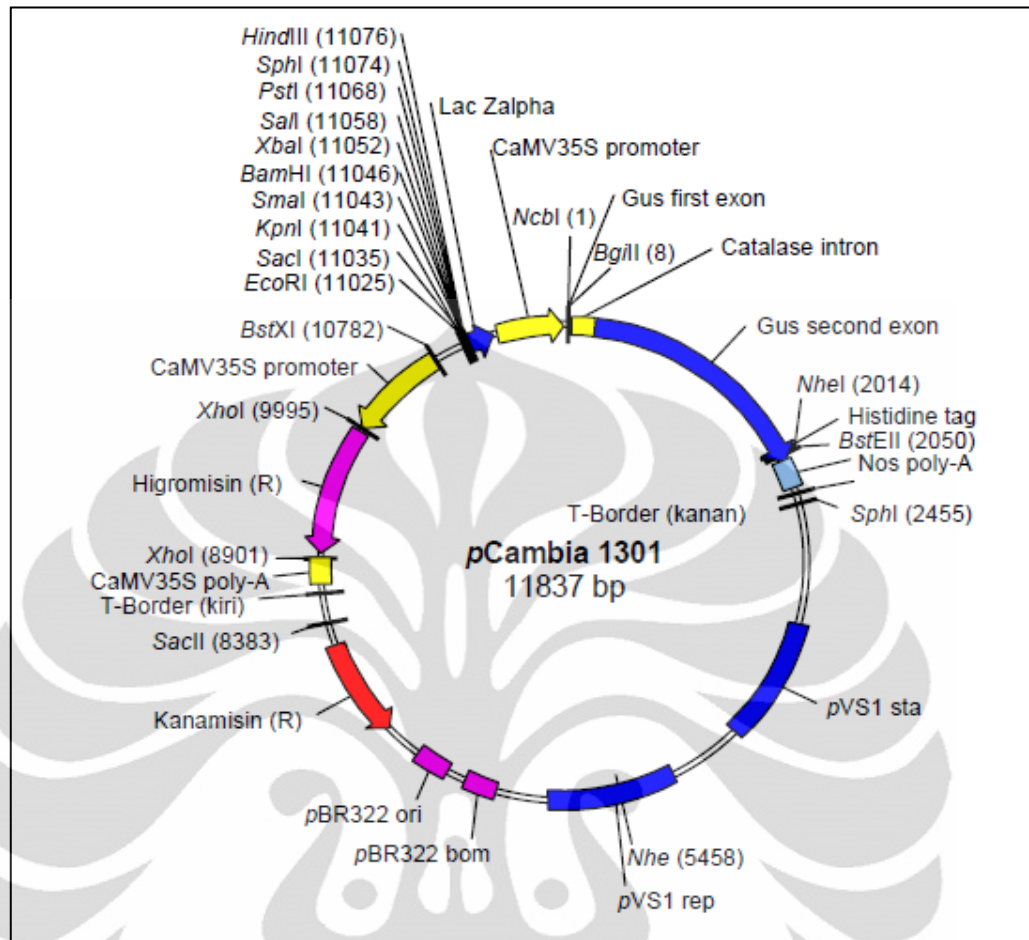 HindIII (11076)
SphI (11074)
PstI (11068)
SalI (11058)
XbaI (11052)
BamHI (11046)
SmaI (11043)
KpnI (11041)
SacI (11035)
EcoRI (11025)
BstXI (10782)
CaMV35S promoter
XhoI (9995)
Higromisin (R)
XhoI (8901)
CaMV35S poly-A
T-Border (kiri)
SacII (8383)
Kanamisin (R)
pBR322 ori
pBR322 bom
Lac Zalpha
CaMV35S promoter
NcbI (1)
Gus first exon
BgiII (8)
Catalase intron
Gus second exon
NheI (2014)
Histidine tag
BstEII (2050)
Nos poly-A
T-Border (kanan)
SphI (2455)
pCambia 1301
11837 bp
pVS1 sta
Nhe (5458)
pVS1 rep